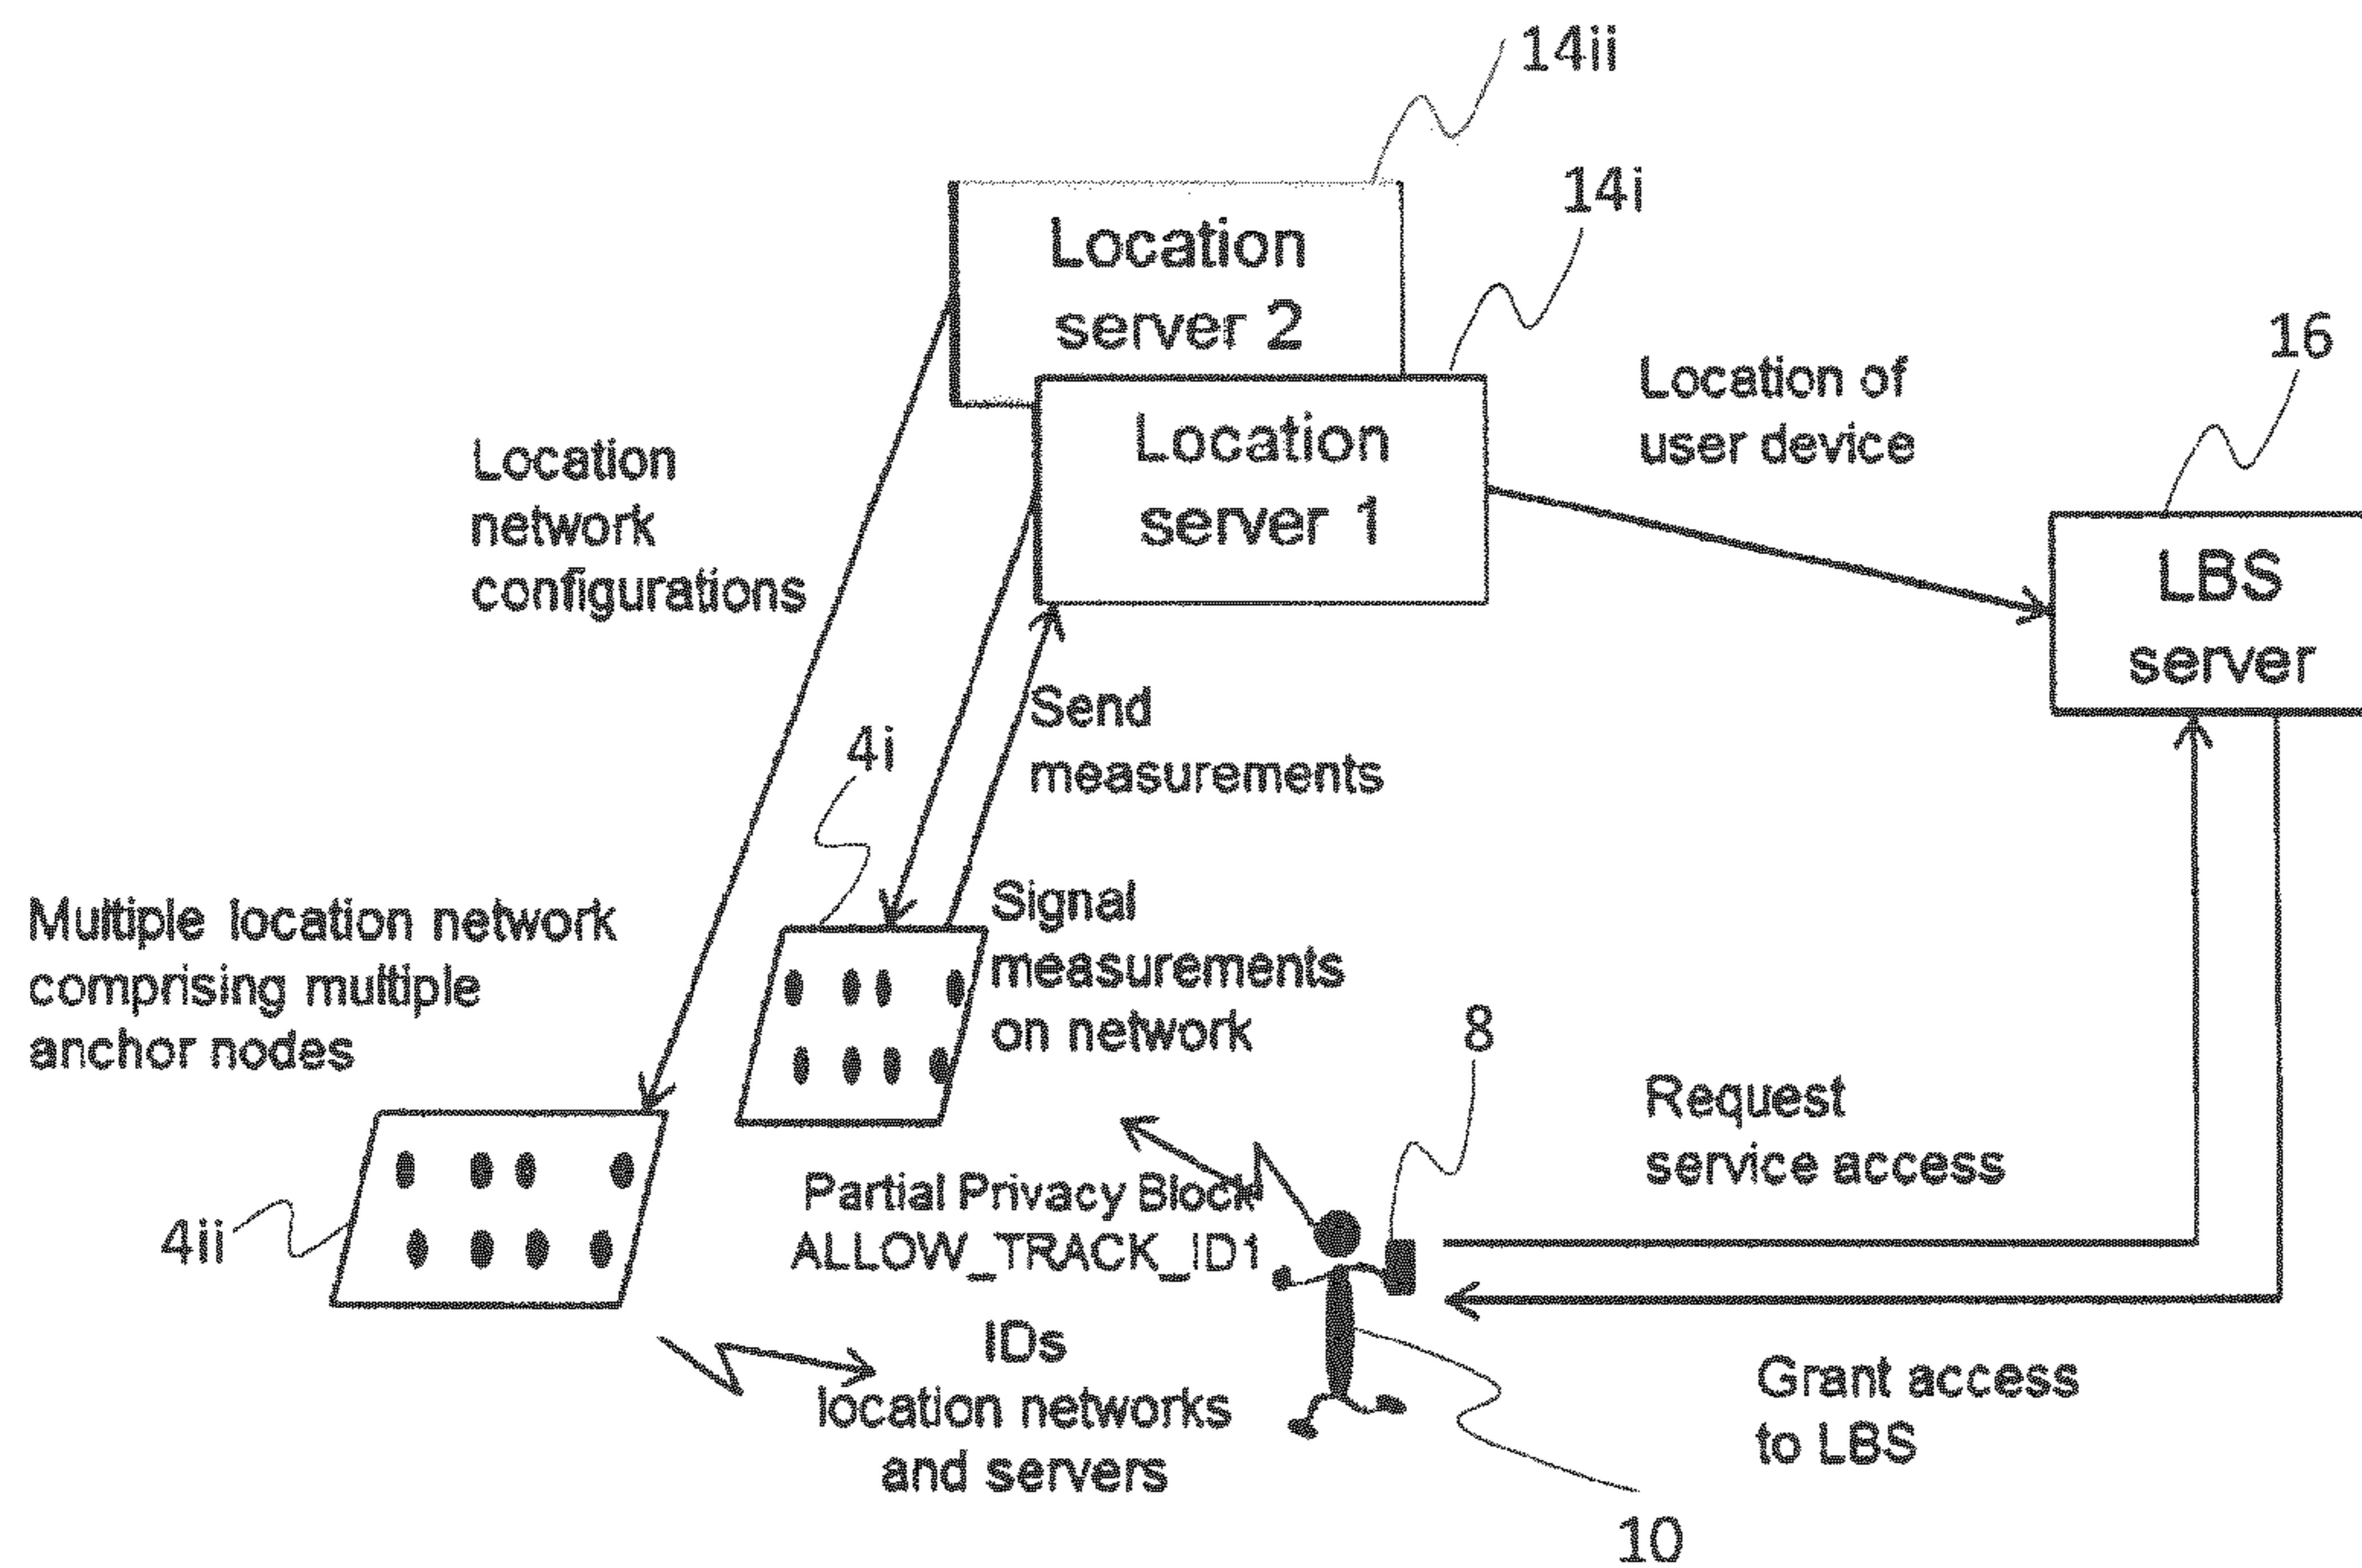 14ii
14i
Location
server 2
16
Location of
user device
Location
server 1
Location
network
configurations
LBS
server
Send
measurements
4i
Signal
measurements
on network
Multiple location network
comprising multiple
anchor nodes
8
Request
service access
Partial Privacy Block
ALLOW_TRACK_ID1
4ii
IDs
location networks
and servers
Grant access
to LBS
10